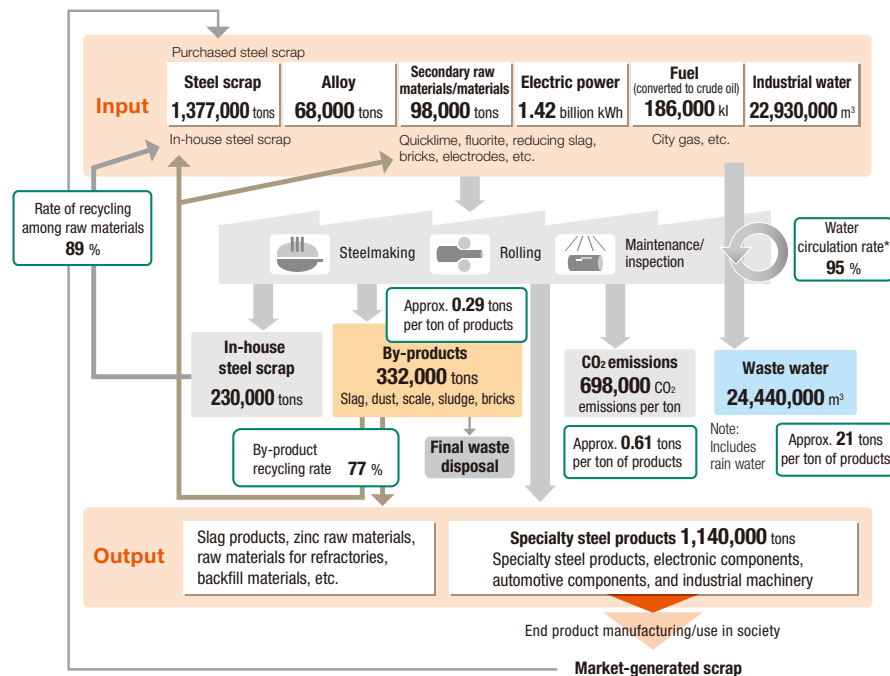 Purchased steel scrap
Input
Steel scrap
1,377,000 tons
Alloy
68,000 tons
Secondary raw
materials/materials
98,000 tons
Electric power
1.42 billion kWh
Fuel
(converted to crude oil)
186,000 kl
Industrial water
22,930,000 m³
In-house steel scrap
Quicklime, fluorite, reducing slag,
bricks, electrodes, etc.
City gas, etc.
Rate of recycling
among raw materials
89 %
Steelmaking
Rolling
Maintenance/
inspection
Water
circulation rate*
95 %
Approx. 0.29 tons
per ton of products
In-house
steel scrap
230,000 tons
By-products
332,000 tons
Slag, dust, scale, sludge, bricks
CO₂ emissions
698,000 CO₂
emissions per ton
Waste water
24,440,000 m³
By-product
recycling rate 77 %
Final waste
disposal
Approx. 0.61 tons
per ton of products
Note:
Includes
rain water
Approx. 21 tons
per ton of products
Output
Slag products, zinc raw materials,
raw materials for refractories,
backfill materials, etc.
Specialty steel products 1,140,000 tons
Specialty steel products, electronic components,
automotive components, and industrial machinery
End product manufacturing/use in society
Market-generated scrap